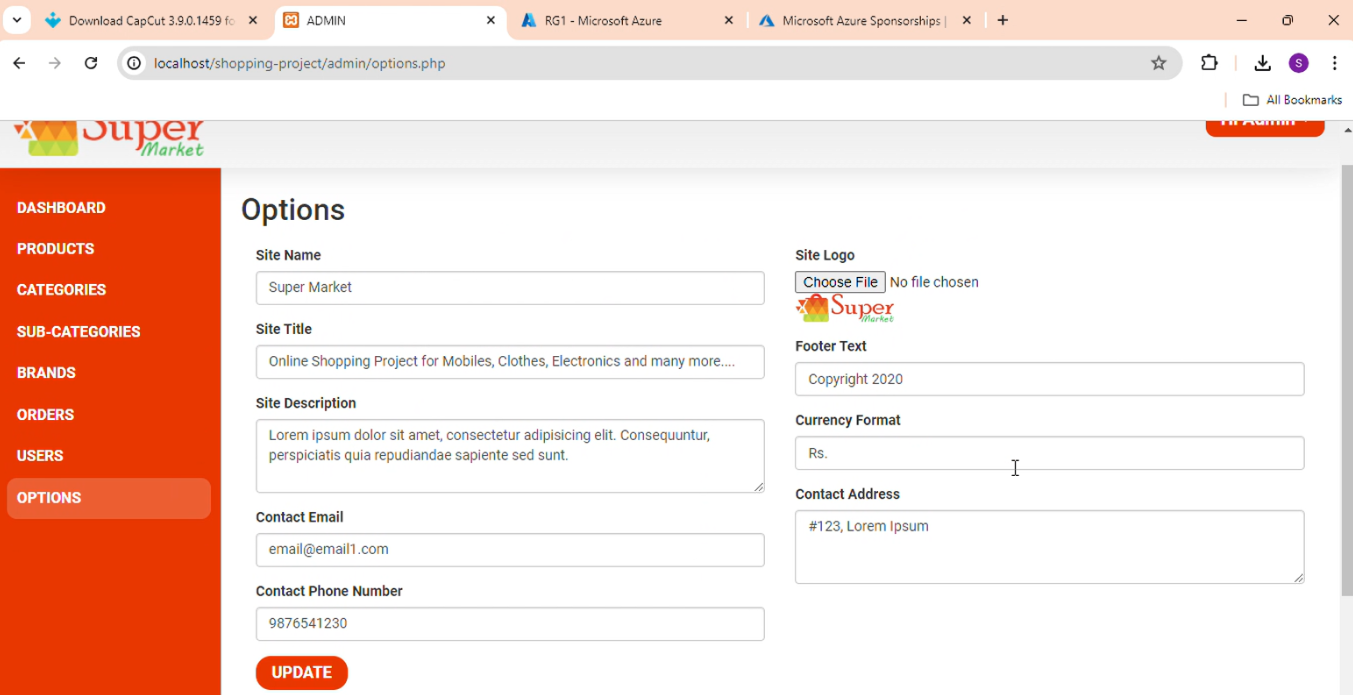 Download CapCut 3.9.0.1459 fo
ADMIN
RG1 - Microsoft Azure
Microsoft Azure Sponsorships |
localhost/shopping-project/admin/options.php
S
All Bookmarks
Super
Market
Hi Admin
DASHBOARD
PRODUCTS
CATEGORIES
SUB-CATEGORIES
BRANDS
ORDERS
USERS
OPTIONS
Options
Site Name
Super Market
Site Title
Online Shopping Project for Mobiles, Clothes, Electronics and many more....
Site Description
Lorem ipsum dolor sit amet, consectetur adipisicing elit. Consequuntur,
perspiciatis quia repudiandae sapiente sed sunt.
Contact Email
email@email1.com
Contact Phone Number
9876541230
UPDATE
Site Logo
Choose File No file chosen
Super
Market
Footer Text
Copyright 2020
Currency Format
Rs.
Contact Address
#123, Lorem Ipsum